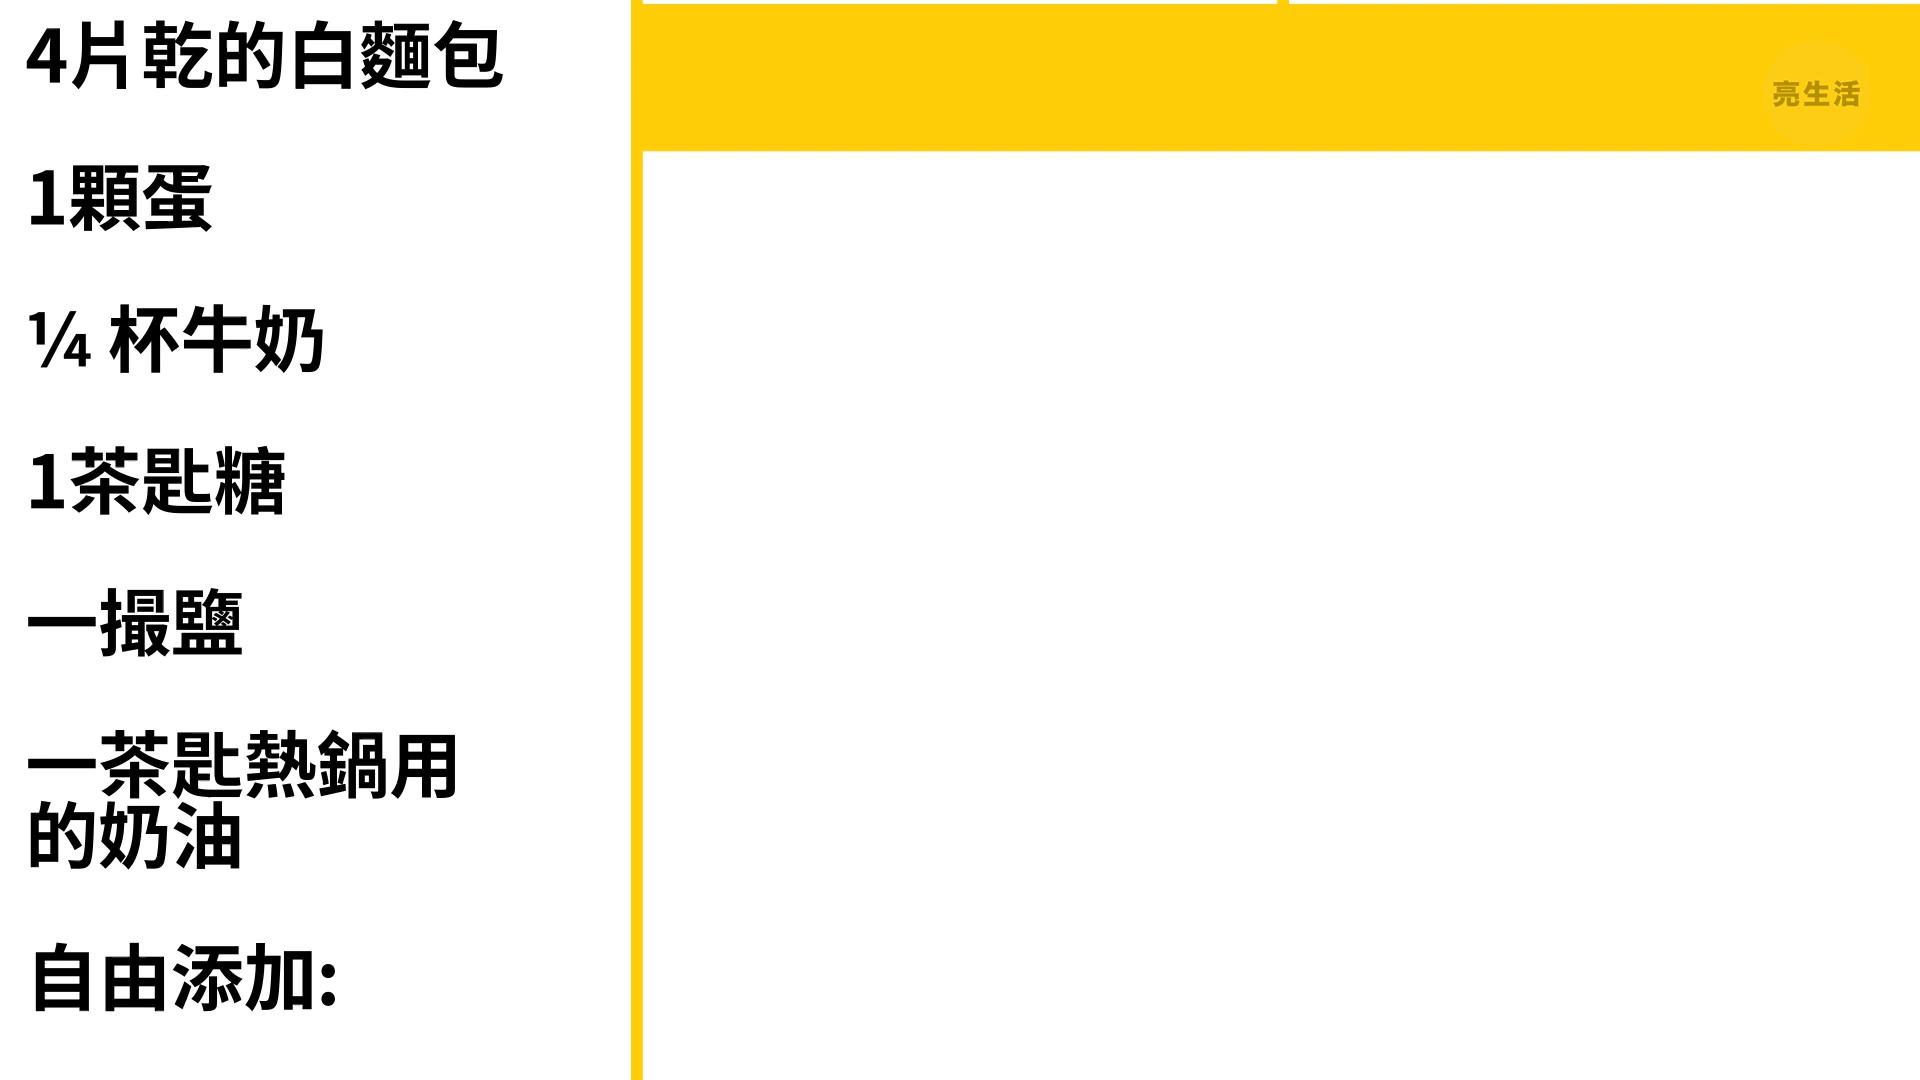 4片乾的白麵包
1顆蛋
¼ 杯牛奶
1茶匙糖
一撮鹽
一茶匙熱鍋用
的奶油
自由添加:
亮生活